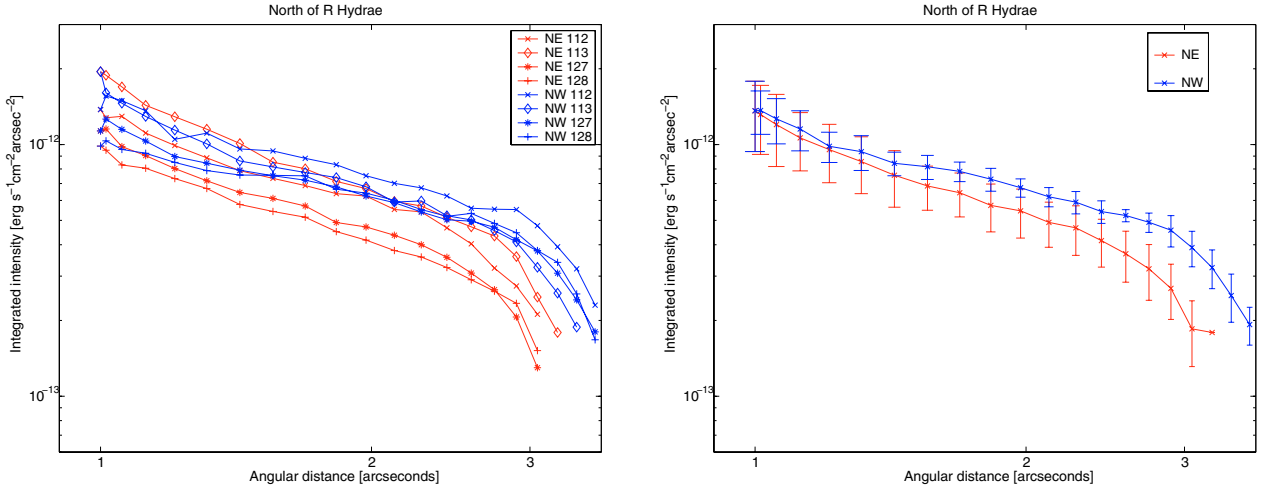 North of R Hydrae
Integrated intensity [erg s−1cm−2arcsec−2]
10−12
10−13
1
2
3
Angular distance [arcseconds]
NE 112
NE 113
NE 127
NE 128
NW 112
NW 113
NW 127
NW 128
North of R Hydrae
Integrated intensity [erg s−1cm−2arcsec−2]
10−12
10−13
1
2
3
Angular distance [arcseconds]
NE
NW